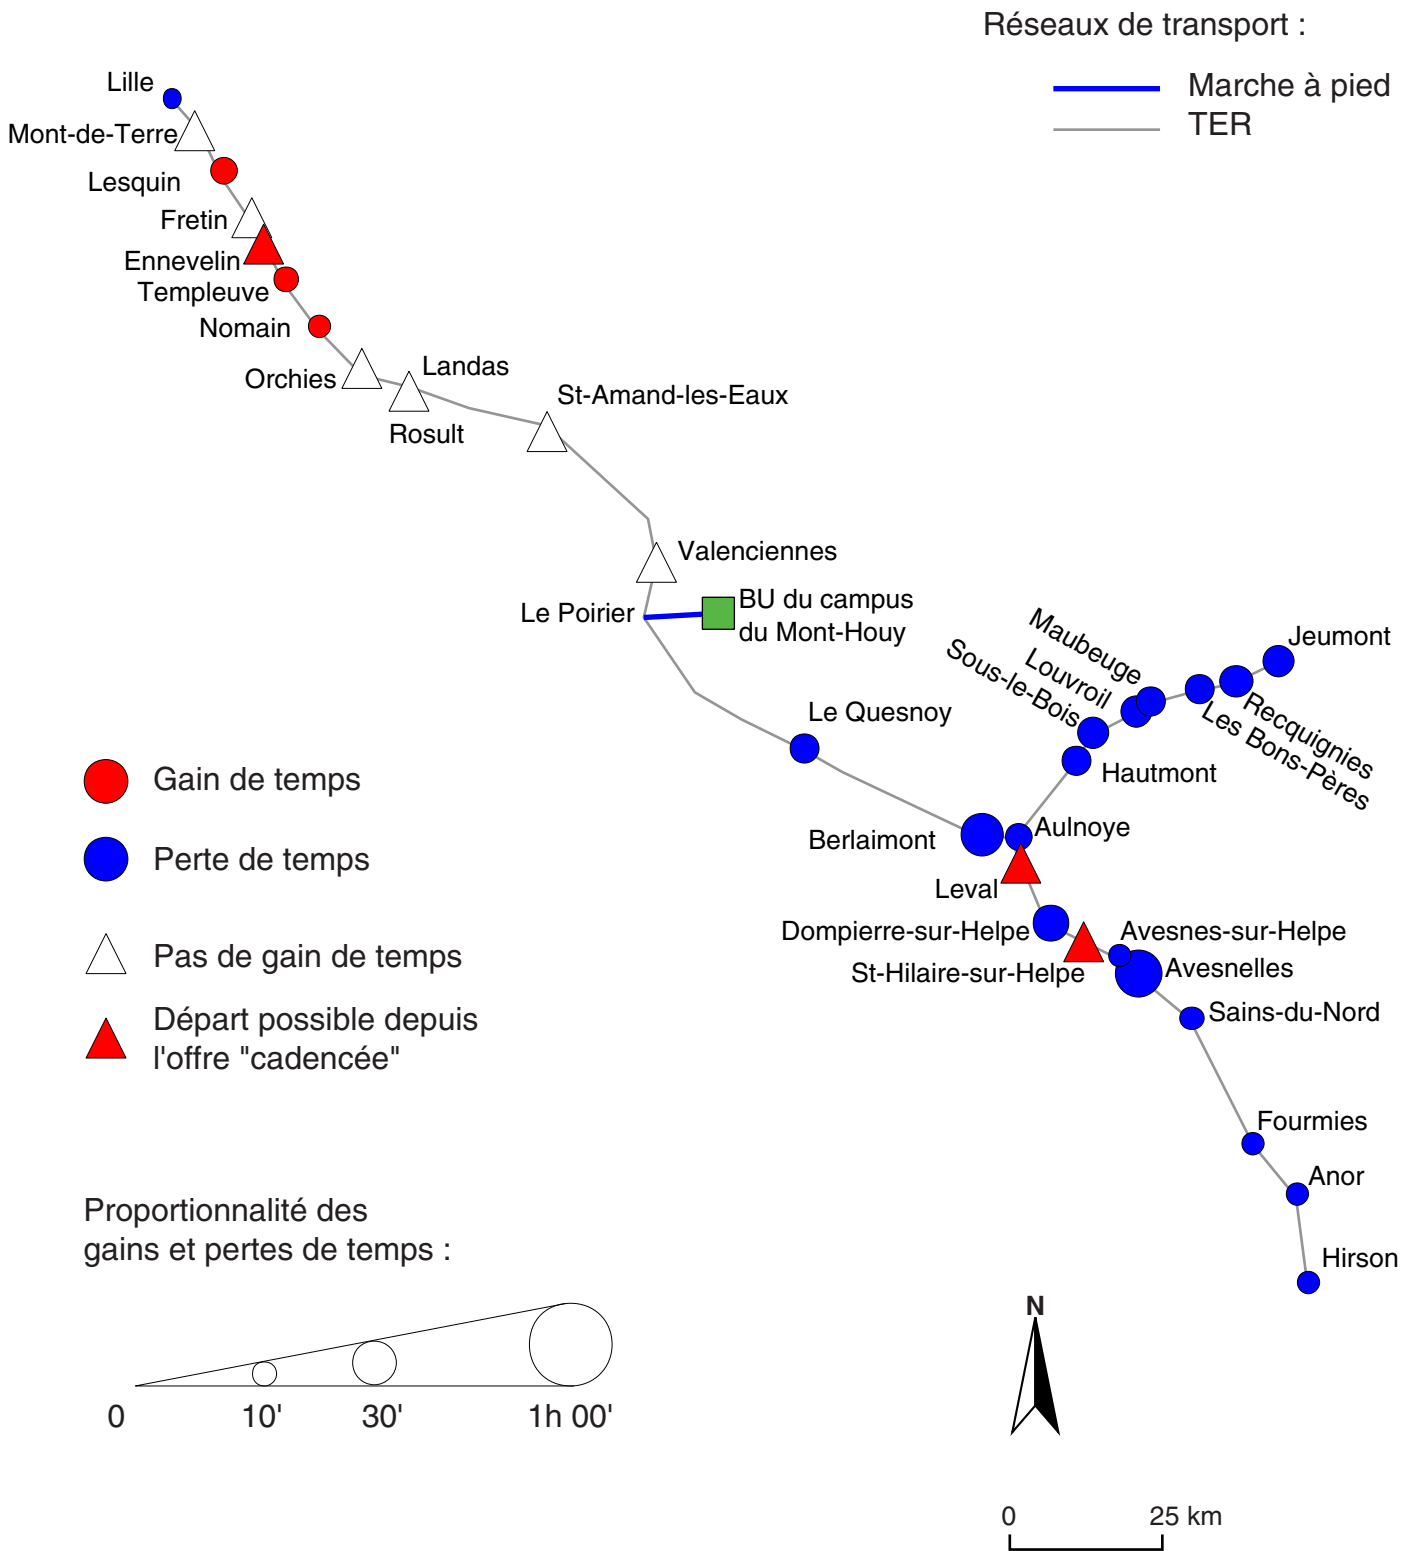 Réseaux de transport :
Marche à pied
TER
Lille
Mont-de-Terre
Lesquin
Fretin
Ennevelin
Templeuve
Nomain
Orchies
Landas
Rosult
St-Amand-les-Eaux
Valenciennes
Le Poirier
BU du campus
du Mont-Houy
Le Quesnoy
Maubeuge
Louvroil
Sous-le-Bois
Jeumont
Recquignies
Les Bons-Pères
Hautmont
Aulnoye
Berlaimont
Leval
Dompierre-sur-Helpe
Avesnes-sur-Helpe
St-Hilaire-sur-Helpe
Avesnelles
Sains-du-Nord
Fourmies
Anor
Hirson
Gain de temps
Perte de temps
Pas de gain de temps
Départ possible depuis
l'offre "cadencée"
Proportionnalité des
gains et pertes de temps :
0 10' 30' 1h 00'
N
0 25 km